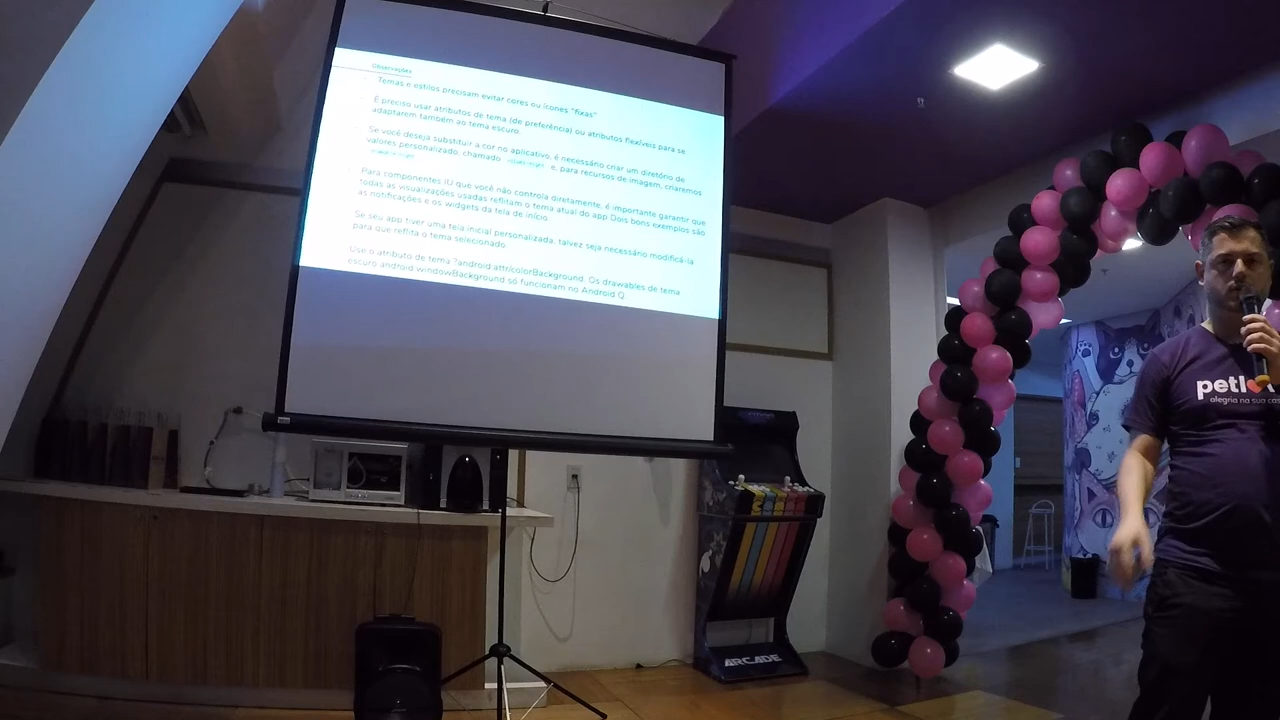 Observações
Temas e estilos precisam evitar cores ou ícones "fixas"
É preciso usar atributos de tema (de preferência) ou atributos flexíveis para se
adaptarem também ao tema escuro.
Se você deseja substituir a cor no aplicativo, é necessário criar um diretório de
valores personalizado, chamado e, para recursos de imagem, criaremos
Para componentes IU que você não controla diretamente, é importante garantir que
todas as visualizações usadas reflitam o tema atual do app Dois bons exemplos são
as notificações e os widgets da tela de início
Se seu app tiver uma tela inicial personalizada, talvez seja necessário modificá-la
para que reflita o tema selecionado.
Use o atributo de tema ?android:attr/colorBackground. Os drawables de tema
escuro android:windowBackground só funcionam no Android Q.
petl
alegria na sua cas
ARCADE